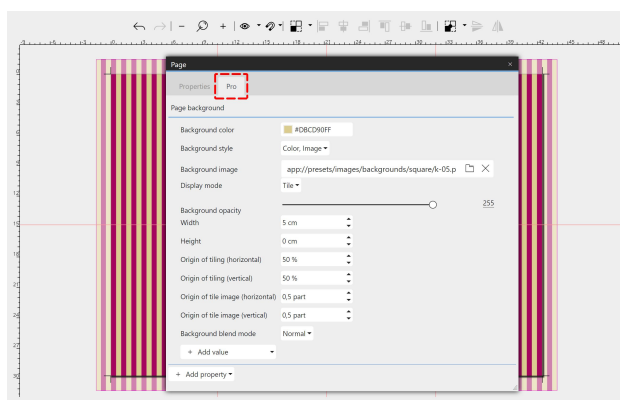 Page
Properties Pro
Page background
Background color #DBCD90FF
Background style Color, Image
Background image app://presets/images/backgrounds/square/k-05.p
Display mode Tile
Background opacity 255
Width 5 cm
Height 0 cm
Origin of tiling (horizontal) 50 %
Origin of tiling (vertical) 50 %
Origin of tile image (horizontal) 0,5 part
Origin of tile image (vertical) 0,5 part
Background blend mode Normal
+ Add value
+ Add property